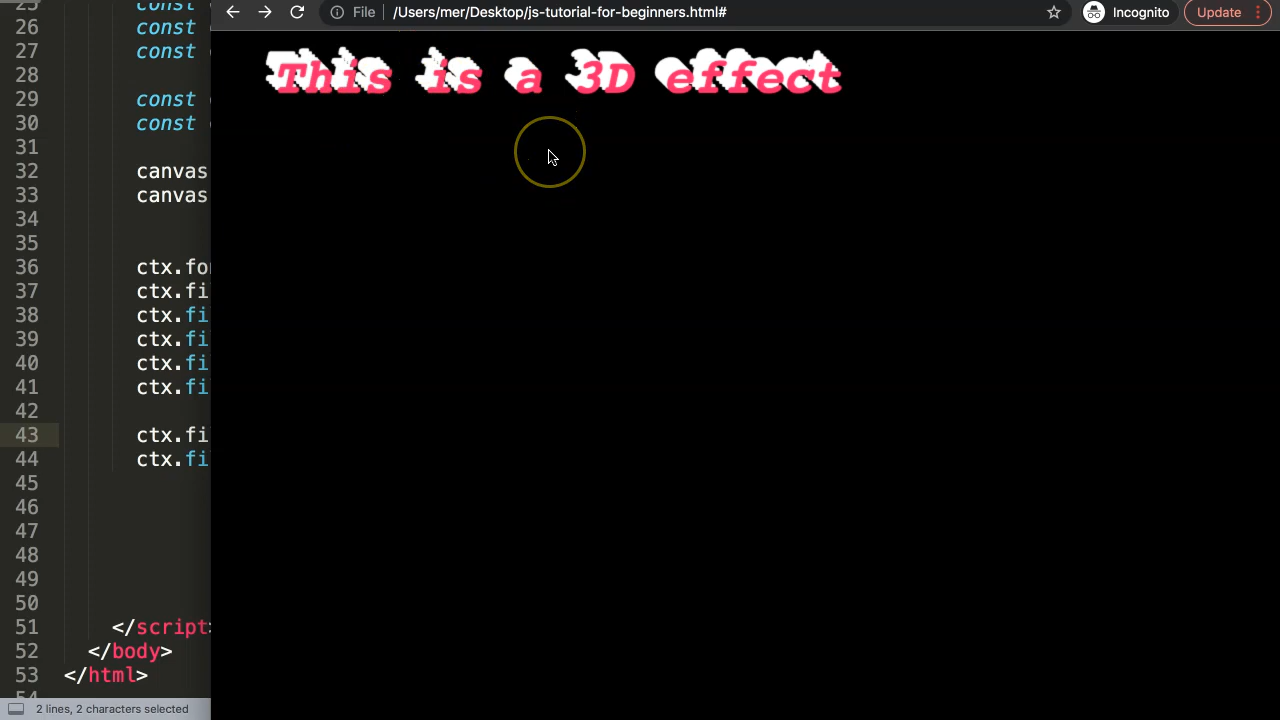 File /Users/mer/Desktop/js-tutorial-for-beginners.html# Incognito Update
This is a 3D effect
25 const
26 const
27 const
28
29 const
30 const
31
32 canvas
33 canvas
34
35
36 ctx.fo
37 ctx.fi
38 ctx.fi
39 ctx.fi
40 ctx.fi
41 ctx.fi
42
43 ctx.fi
44 ctx.fi
45
46
47
48
49
50
51 </script>
52 </body>
53 </html>
54
2 lines, 2 characters selected